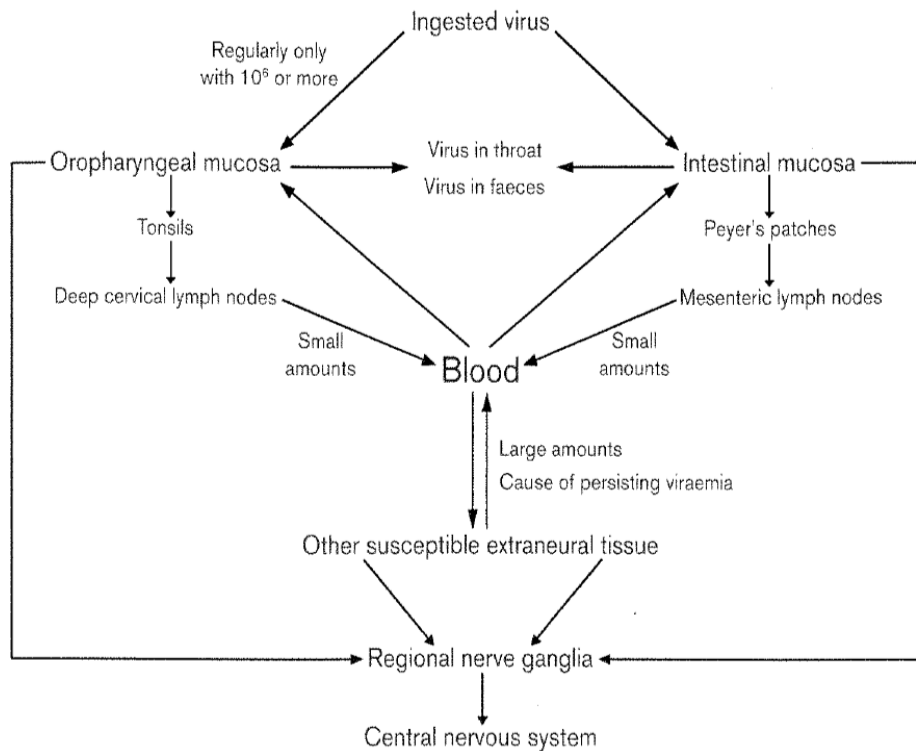 Ingested virus
Regularly only
with 10⁶ or more
Oropharyngeal mucosa
Virus in throat
Virus in faeces
Intestinal mucosa
Tonsils
Peyer's patches
Deep cervical lymph nodes
Mesenteric lymph nodes
Small
amounts
Small
amounts
Blood
Large amounts
Cause of persisting viraemia
Other susceptible extraneural tissue
Regional nerve ganglia
Central nervous system